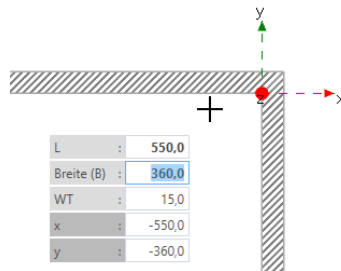 y
z
x
L : 550,0
Breite (B) : 360,0
WT : 15,0
x : -550,0
y : -360,0